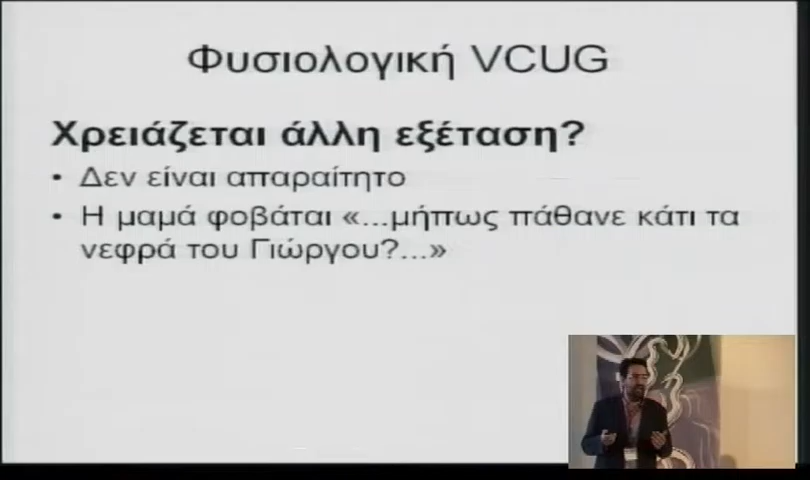 Φυσιολογική VCUG
Χρειάζεται άλλη εξέταση?
• Δεν είναι απαραίτητο
• Η μαμά φοβάται «...μήπως πάθανε κάτι τα
νεφρά του Γιώργου?...»